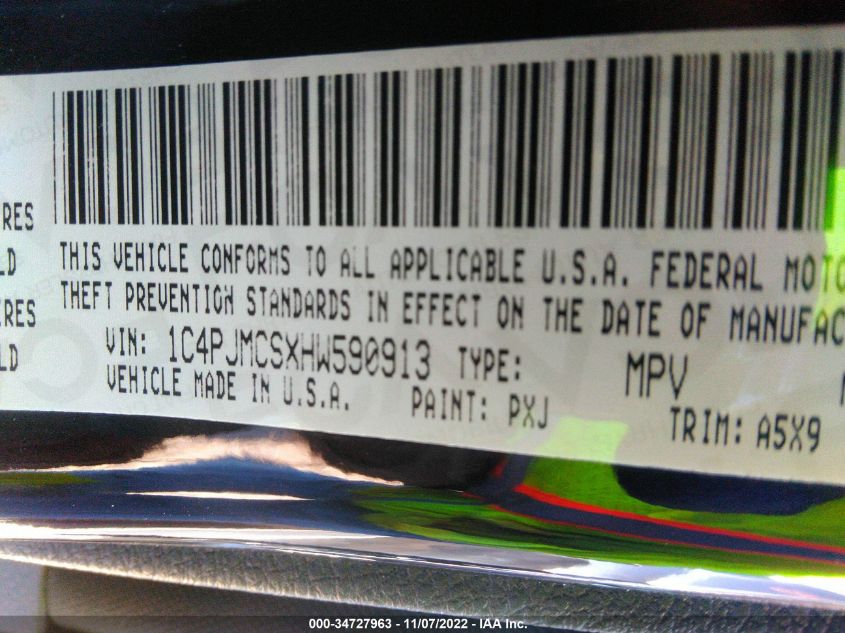 RES
LD
RES
LD
THIS VEHICLE CONFORMS TO ALL APPLICABLE U.S.A. FEDERAL MOTO
THEFT PREVENTION STANDARDS IN EFFECT ON THE DATE OF MANUFAC
VIN: 1C4PJMCSXHW590913 TYPE: MPV
VEHICLE MADE IN U.S.A. PAINT: PXJ TRIM: A5X9
000-34727963 - 11/07/2022 - IAA Inc.